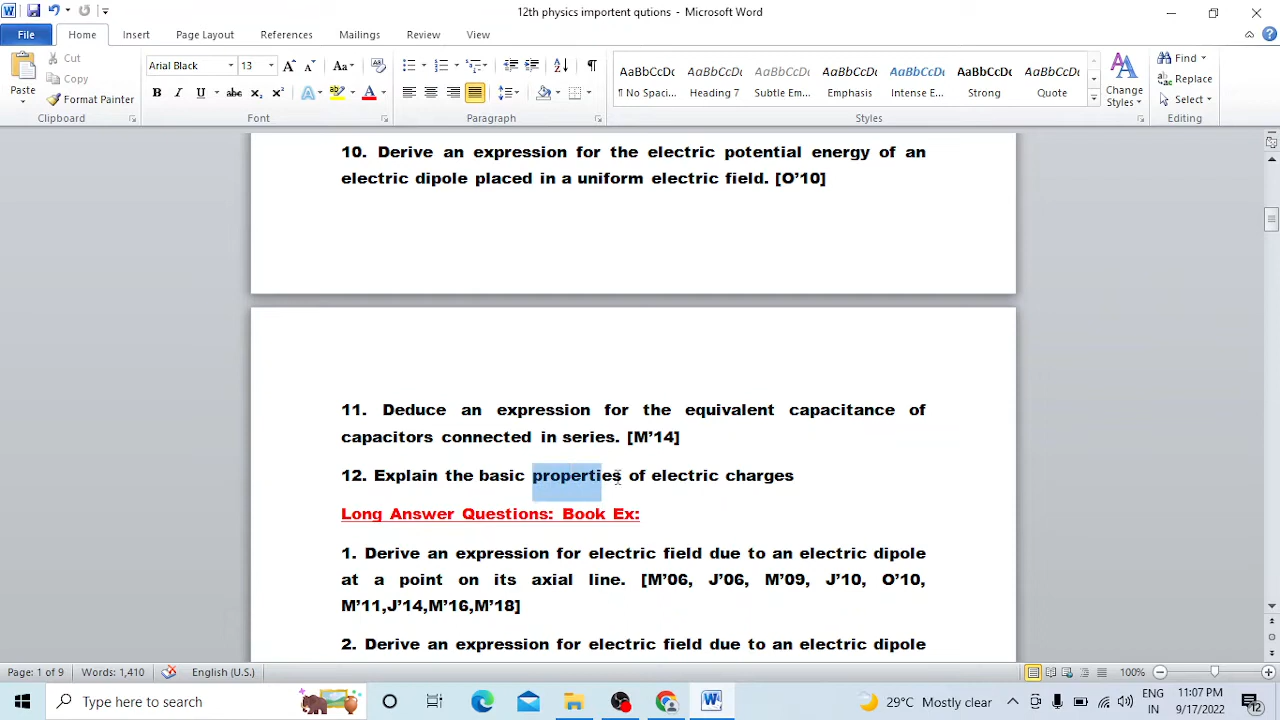 12th physics importent qutions - Microsoft Word
File Home Insert Page Layout References Mailings Review View
Paste
Cut
Copy
Format Painter
Arial Black 13
AaBbCcDc AaBbCcDc AaBbCcDc AaBbCcDc AaBbCcDc AaBbCcDc AaBbCcDc
¶ No Spaci... Heading 7 Subtle Em... Emphasis Intense E... Strong Quote
Change Styles
Find
Replace
Select
Clipboard Font Paragraph Styles Editing
10. Derive an expression for the electric potential energy of an
electric dipole placed in a uniform electric field. [O’10]
11. Deduce an expression for the equivalent capacitance of
capacitors connected in series. [M’14]
12. Explain the basic properties of electric charges
Long Answer Questions: Book Ex:
1. Derive an expression for electric field due to an electric dipole
at a point on its axial line. [M’06, J’06, M’09, J’10, O’10,
M’11,J’14,M’16,M’18]
2. Derive an expression for electric field due to an electric dipole
Page: 1 of 9 Words: 1,410 English (U.S.) 100%
Type here to search
29°C Mostly clear
ENG
IN
11:07 PM
9/17/2022
12